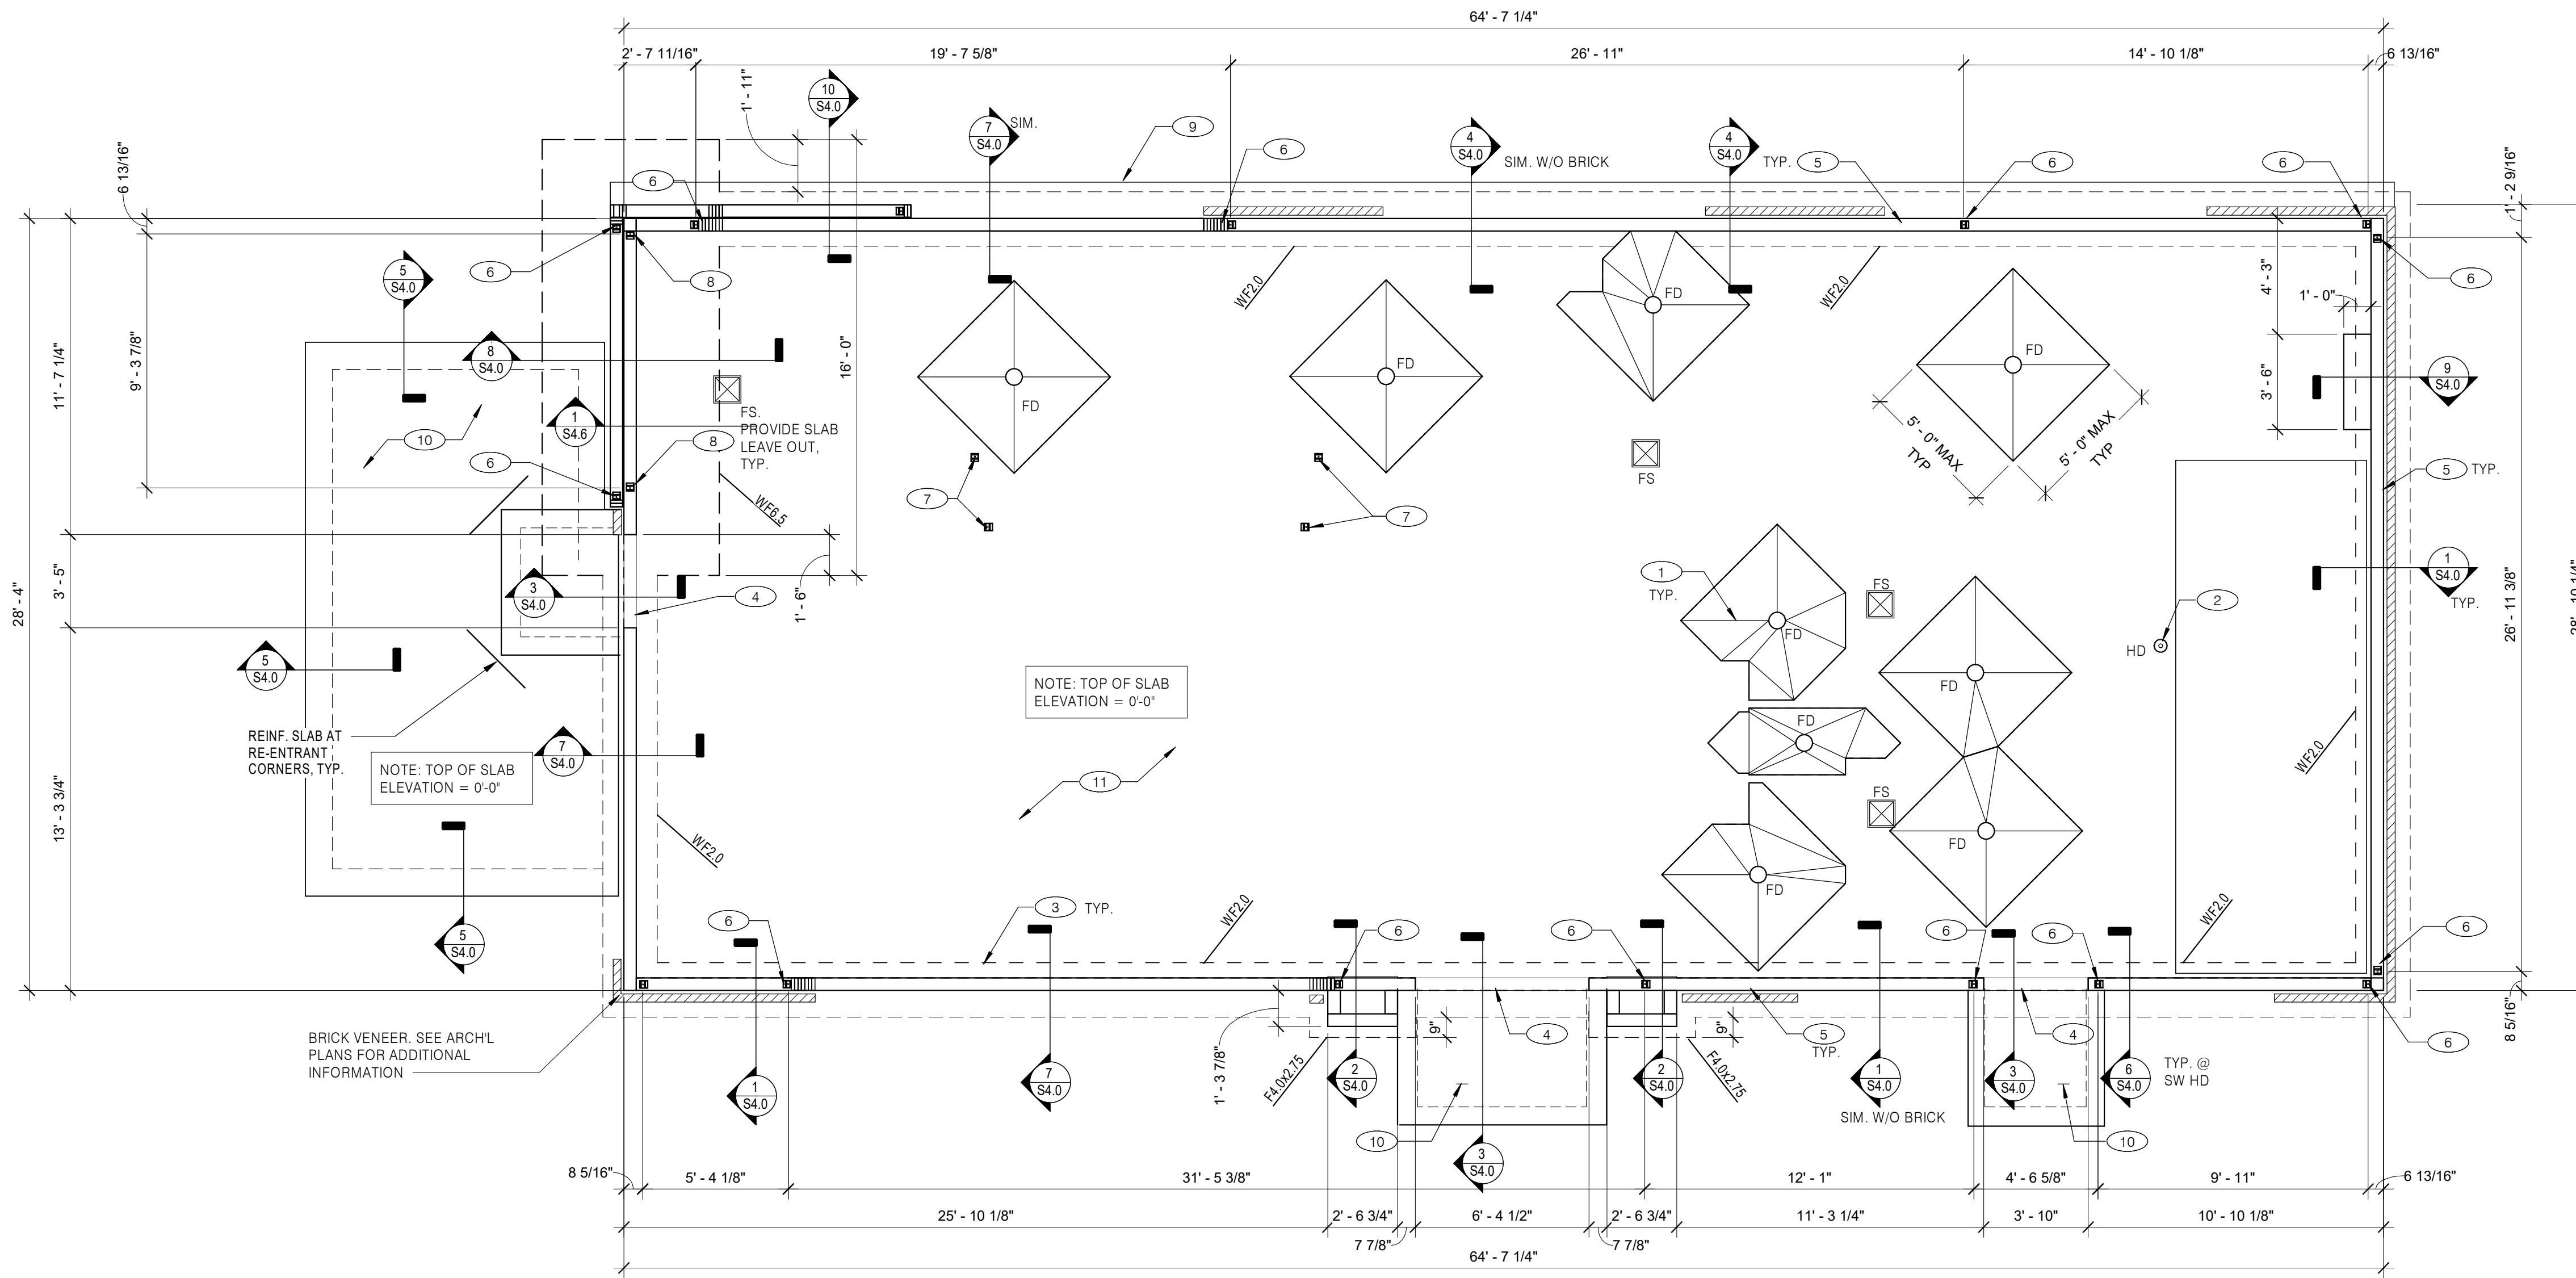 64' - 7 1/4"
2' - 7 11/16"
19' - 7 5/8"
26' - 11"
14' - 10 1/8"
6 13/16"
1' - 11"
10
S4.0
7
S4.0
SIM.
9
4
S4.0
SIM. W/O BRICK
4
S4.0
TYP.
5
6
6
6
6
6 13/16"
1' - 2 9/16"
5
S4.0
6
8
WF2.0
FD
WF2.0
4' - 3"
1' - 0"
6
8
S4.0
16' - 0"
FD
FD
FD
3' - 6"
9
S4.0
11' - 7 1/4"
9' - 3 7/8"
10
1
S4.6
8
FS.
PROVIDE SLAB
LEAVE OUT,
TYP.
6
5' - 0" MAX
TYP
5' - 0" MAX
TYP
5
TYP.
FS
7
7
WF6.5
28' - 4"
3' - 5"
3
S4.0
4
1' - 6"
1
TYP.
FD
FS
2
HD
1
S4.0
TYP.
26' - 11 3/8"
28' - 10 1/4"
5
S4.0
NOTE: TOP OF SLAB
ELEVATION = 0'-0"
FD
REINF. SLAB AT
RE-ENTRANT
CORNERS, TYP.
7
S4.0
NOTE: TOP OF SLAB
ELEVATION = 0'-0"
11
FD
WF2.0
13' - 3 3/4"
FS
FD
WF2.0
FD
5
S4.0
6
3
TYP.
WF2.0
6
6
6
6
WF2.0
6
8 5/16"
BRICK VENEER. SEE ARCH'L
PLANS FOR ADDITIONAL
INFORMATION
1
S4.0
7
S4.0
1' - 3 7/8"
F4.0x2.75
2
S4.0
9"
4
2
S4.0
9"
F4.0x2.75
5
TYP.
1
S4.0
SIM. W/O BRICK
3
S4.0
4
6
S4.0
TYP. @
SW HD
6
10
3
S4.0
10
8 5/16"
5' - 4 1/8"
31' - 5 3/8"
12' - 1"
4' - 6 5/8"
9' - 11"
6 13/16"
25' - 10 1/8"
2' - 6 3/4"
6' - 4 1/2"
2' - 6 3/4"
11' - 3 1/4"
3' - 10"
10' - 10 1/8"
7 7/8"
7 7/8"
64' - 7 1/4"